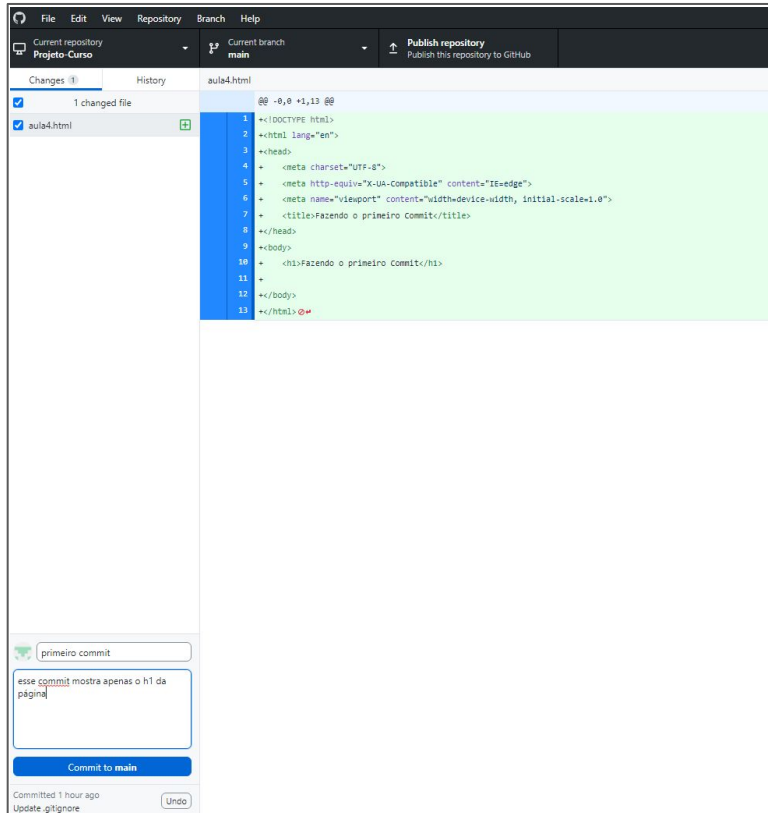 File Edit View Repository Branch Help
Current repository
Projeto-Curso
Current branch
main
Publish repository
Publish this repository to GitHub
Changes 1 History
aula4.html
1 changed file
aula4.html
@@ -0,0 +1,13 @@
1 +<!DOCTYPE html>
2 +<html lang="en">
3 +<head>
4 + <meta charset="UTF-8">
5 + <meta http-equiv="X-UA-Compatible" content="IE=edge">
6 + <meta name="viewport" content="width=device-width, initial-scale=1.0">
7 + <title>Fazendo o primeiro Commit</title>
8 +</head>
9 +<body>
10 + <h1>Fazendo o primeiro Commit</h1>
11 +
12 +</body>
13 +</html>
primeiro commit
esse commit mostra apenas o h1 da
página
Commit to main
Committed 1 hour ago
Update .gitignore
Undo